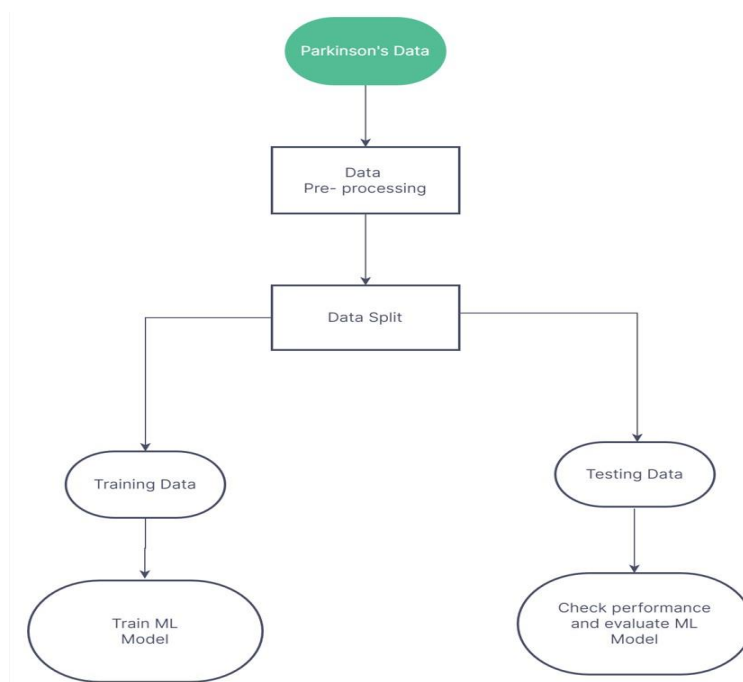 Parkinson's Data
Data
Pre- processing
Data Split
Training Data
Testing Data
Train ML
Model
Check performance
and evaluate ML
Model